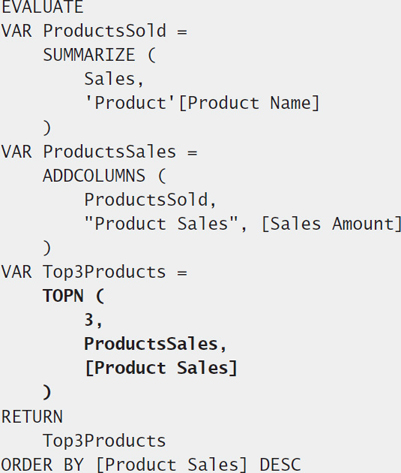 EVALUATE
VAR ProductsSold =
    SUMMARIZE (
        Sales,
        'Product'[Product Name]
    )
VAR ProductsSales =
    ADDCOLUMNS (
        ProductsSold,
        "Product Sales", [Sales Amount]
    )
VAR Top3Products =
    TOPN (
        3,
        ProductsSales,
        [Product Sales]
    )
RETURN
    Top3Products
ORDER BY [Product Sales] DESC